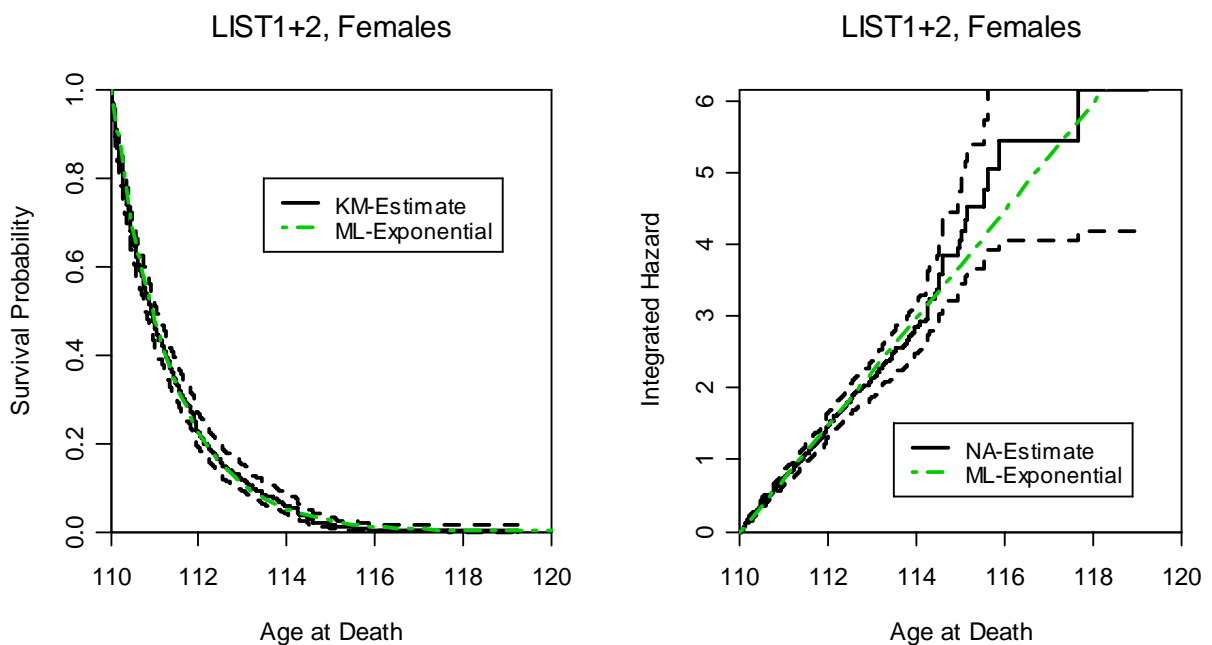 LIST1+2, Females
Survival Probability
1.0
0.8
0.6
0.4
0.2
0.0
KM-Estimate
ML-Exponential
110 112 114 116 118 120
Age at Death
LIST1+2, Females
Integrated Hazard
6
5
4
3
2
1
0
NA-Estimate
ML-Exponential
110 112 114 116 118 120
Age at Death